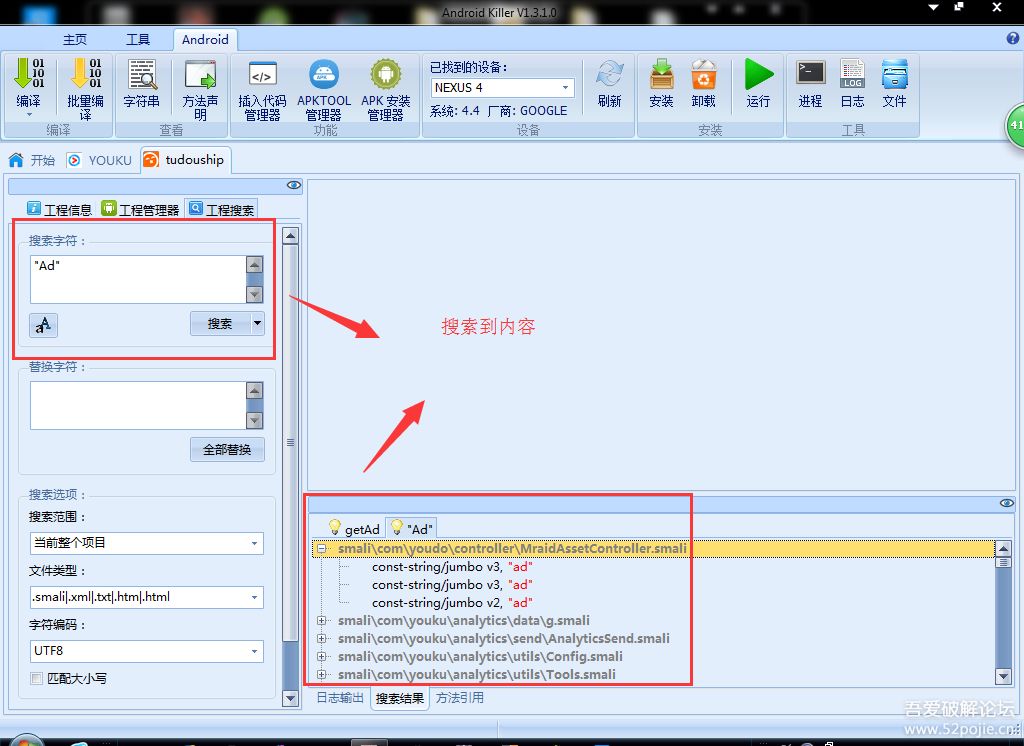 Android Killer V1.3.1.0
主页 工具 Android
编译 批量编译 字符串 方法声明 插入代码管理器 APKTOOL管理器 APK 安装管理器
已找到的设备:
NEXUS 4
系统: 4.4 厂商: GOOGLE
刷新 安装 卸载 运行 进程 日志 文件
LOG
编译 查看 功能 设备 安装 工具
41
开始 YOUKU tudouship
工程信息 工程管理器 工程搜索
搜索字符:
"Ad"
aA
搜索
搜索到内容
替换字符:
全部替换
搜索选项:
搜索范围:
当前整个项目
文件类型:
.smali|.xml|.txt|.htm|.html
字符编码:
UTF8
匹配大小写
getAd "Ad"
smali\com\youdo\controller\MraidAssetController.smali
const-string/jumbo v3, "ad"
const-string/jumbo v3, "ad"
const-string/jumbo v2, "ad"
smali\com\youku\analytics\data\g.smali
smali\com\youku\analytics\send\AnalyticsSend.smali
smali\com\youku\analytics\utils\Config.smali
smali\com\youku\analytics\utils\Tools.smali
日志输出 搜索结果 方法引用
吾爱破解论坛
www.52pojie.cn